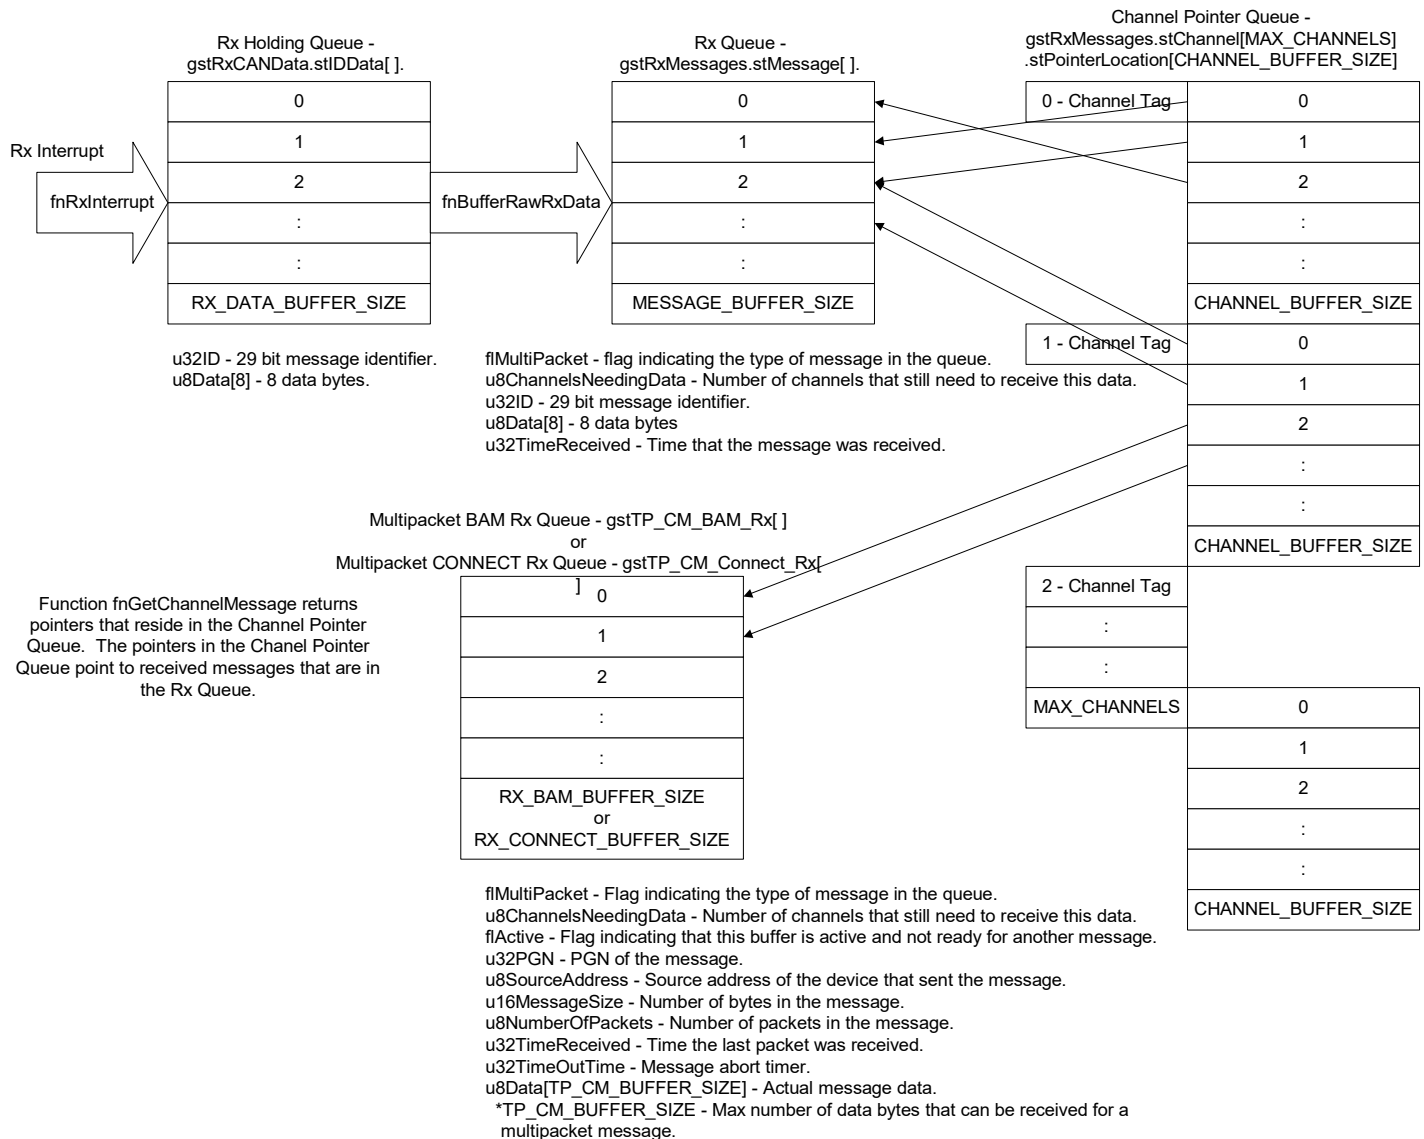 Rx Holding Queue -
gstRxCANData.stIDData[ ].
0
1
2
:
:
RX_DATA_BUFFER_SIZE
Rx Interrupt
fnRxInterrupt
fnBufferRawRxData
u32ID - 29 bit message identifier.
u8Data[8] - 8 data bytes.
Rx Queue -
gstRxMessages.stMessage[ ].
0
1
2
:
:
MESSAGE_BUFFER_SIZE
flMultiPacket - flag indicating the type of message in the queue.
u8ChannelsNeedingData - Number of channels that still need to receive this data.
u32ID - 29 bit message identifier.
u8Data[8] - 8 data bytes
u32TimeReceived - Time that the message was received.
Channel Pointer Queue -
gstRxMessages.stChannel[MAX_CHANNELS]
.stPointerLocation[CHANNEL_BUFFER_SIZE]
0 - Channel Tag
0
1
2
:
:
CHANNEL_BUFFER_SIZE
1 - Channel Tag
0
1
2
:
:
CHANNEL_BUFFER_SIZE
2 - Channel Tag
:
:
MAX_CHANNELS
0
1
2
:
:
CHANNEL_BUFFER_SIZE
Multipacket BAM Rx Queue - gstTP_CM_BAM_Rx[ ]
or
Multipacket CONNECT Rx Queue - gstTP_CM_Connect_Rx[
]
0
1
2
:
:
RX_BAM_BUFFER_SIZE
or
RX_CONNECT_BUFFER_SIZE
Function fnGetChannelMessage returns
pointers that reside in the Channel Pointer
Queue. The pointers in the Chanel Pointer
Queue point to received messages that are in
the Rx Queue.
flMultiPacket - Flag indicating the type of message in the queue.
u8ChannelsNeedingData - Number of channels that still need to receive this data.
flActive - Flag indicating that this buffer is active and not ready for another message.
u32PGN - PGN of the message.
u8SourceAddress - Source address of the device that sent the message.
u16MessageSize - Number of bytes in the message.
u8NumberOfPackets - Number of packets in the message.
u32TimeReceived - Time the last packet was received.
u32TimeOutTime - Message abort timer.
u8Data[TP_CM_BUFFER_SIZE] - Actual message data.
*TP_CM_BUFFER_SIZE - Max number of data bytes that can be received for a
multipacket message.